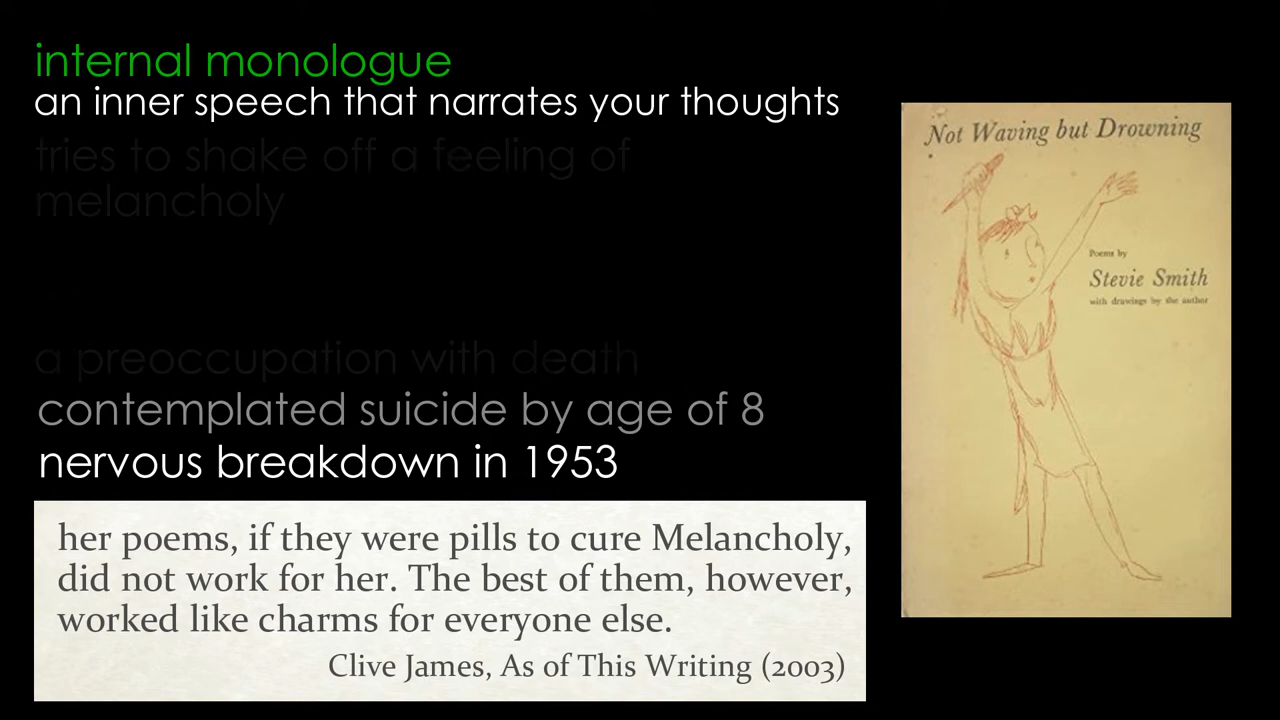 internal monologue
an inner speech that narrates your thoughts
tries to shake off a feeling of
melancholy
a preoccupation with death
contemplated suicide by age of 8
nervous breakdown in 1953
her poems, if they were pills to cure Melancholy,
did not work for her. The best of them, however,
worked like charms for everyone else.
Clive James, As of This Writing (2003)
Not Waving but Drowning
Poems by
Stevie Smith
with drawings by the author